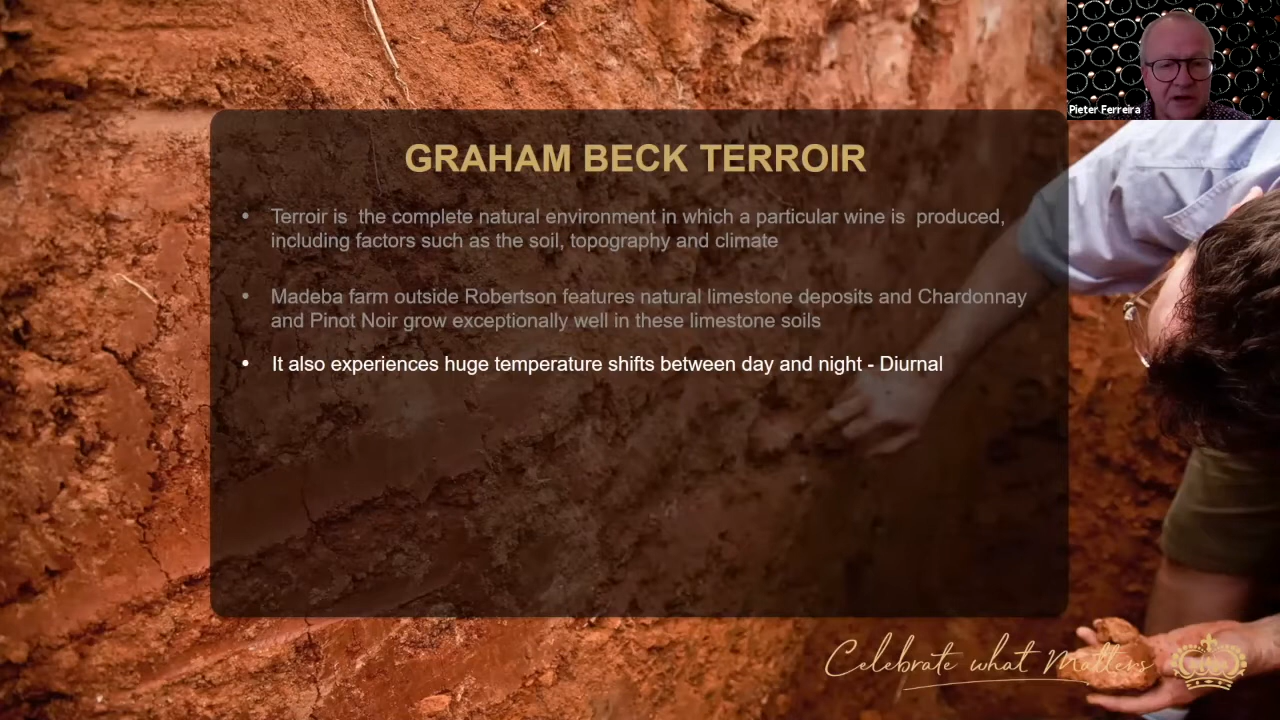 Pieter Ferreira
GRAHAM BECK TERROIR
• Terroir is the complete natural environment in which a particular wine is produced,
including factors such as the soil, topography and climate
• Madeba farm outside Robertson features natural limestone deposits and Chardonnay
and Pinot Noir grow exceptionally well in these limestone soils
• It also experiences huge temperature shifts between day and night - Diurnal
Celebrate what Matters